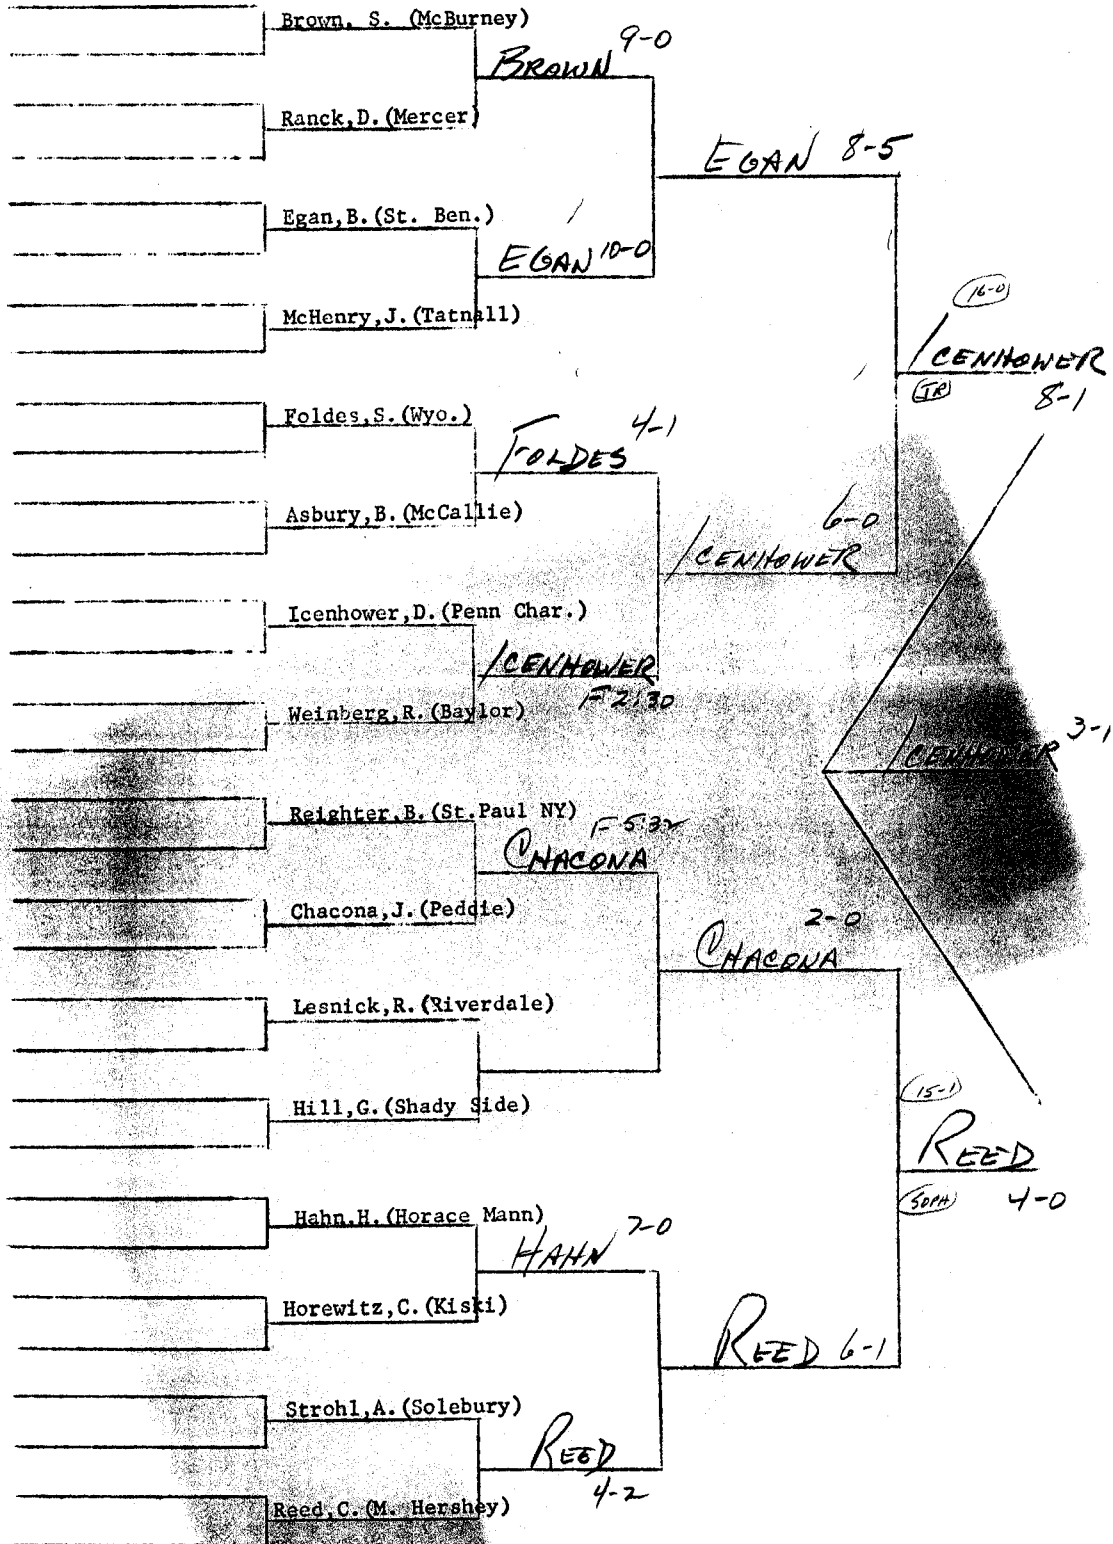 Brown, S. (McBurney)
9-0
BROWN
Ranck,D.(Mercer)
EGAN 8-5
Egan,B.(St. Ben.)
EGAN 10-0
16-0
McHenry,J.(Tatnall)
ICENHOWER
JR
8-1
Foldes,S.(Wyo.)
4-1
FOLDES
Asbury,B.(McCallie)
6-0
ICENHOWER
Icenhower,D.(Penn Char.)
ICENHOWER
F 2:30
Weinberg,R.(Baylor)
ICENHOWER 3-1
Reighter,B.(St.Paul NY)
F 5:32
CHACONA
Chacona,J.(Peddie)
2-0
CHACONA
Lesnick,R.(Riverdale)
15-1
Hill,G.(Shady Side)
REED
SOPH
4-0
Hahn.H.(Horace Mann)
HAHN 7-0
Horewitz,C.(Kiski)
REED 6-1
Strohl,A.(Solebury)
REED
4-2
Reed,C.(M. Hershey)